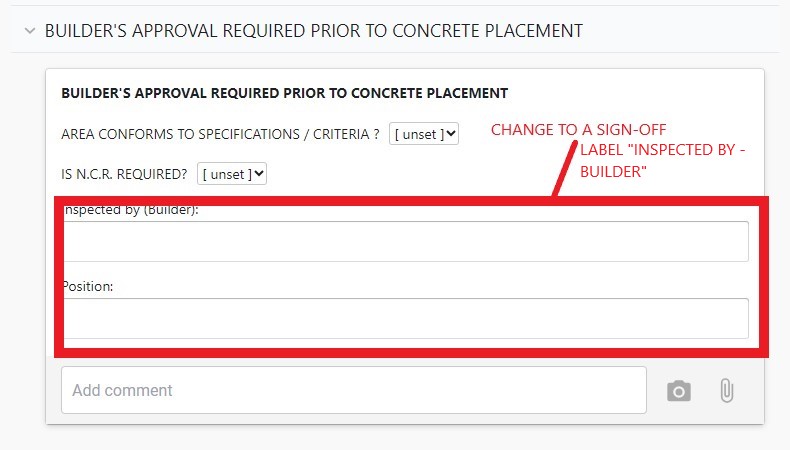 BUILDER'S APPROVAL REQUIRED PRIOR TO CONCRETE PLACEMENT
BUILDER'S APPROVAL REQUIRED PRIOR TO CONCRETE PLACEMENT
AREA CONFORMS TO SPECIFICATIONS / CRITERIA ? [ unset ]
CHANGE TO A SIGN-OFF
LABEL "INSPECTED BY -
BUILDER"
IS N.C.R. REQUIRED? [ unset ]
Inspected by (Builder):
Position:
Add comment